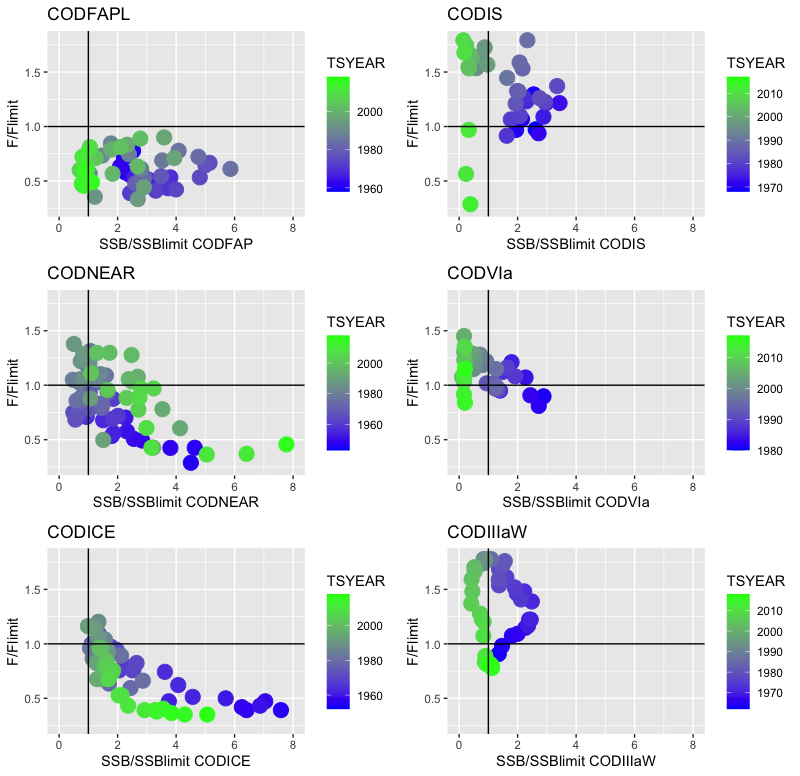 CODFAPL
F/Flimit
1.5
1.0
0.5
0 2 4 6 8
SSB/SSBlimit CODFAP
TSYEAR
2000
1980
1960
CODIS
F/Flimit
1.5
1.0
0.5
0 2 4 6 8
SSB/SSBlimit CODIS
TSYEAR
2010
2000
1990
1980
1970
CODNEAR
F/Flimit
1.5
1.0
0.5
0 2 4 6 8
SSB/SSBlimit CODNEAR
TSYEAR
2000
1980
1960
CODVIa
F/Flimit
1.5
1.0
0.5
0 2 4 6 8
SSB/SSBlimit CODVIa
TSYEAR
2010
2000
1990
1980
CODICE
F/Flimit
1.5
1.0
0.5
0 2 4 6 8
SSB/SSBlimit CODICE
TSYEAR
2000
1980
1960
CODIIIaW
F/Flimit
1.5
1.0
0.5
0 2 4 6 8
SSB/SSBlimit CODIIIaW
TSYEAR
2010
2000
1990
1980
1970